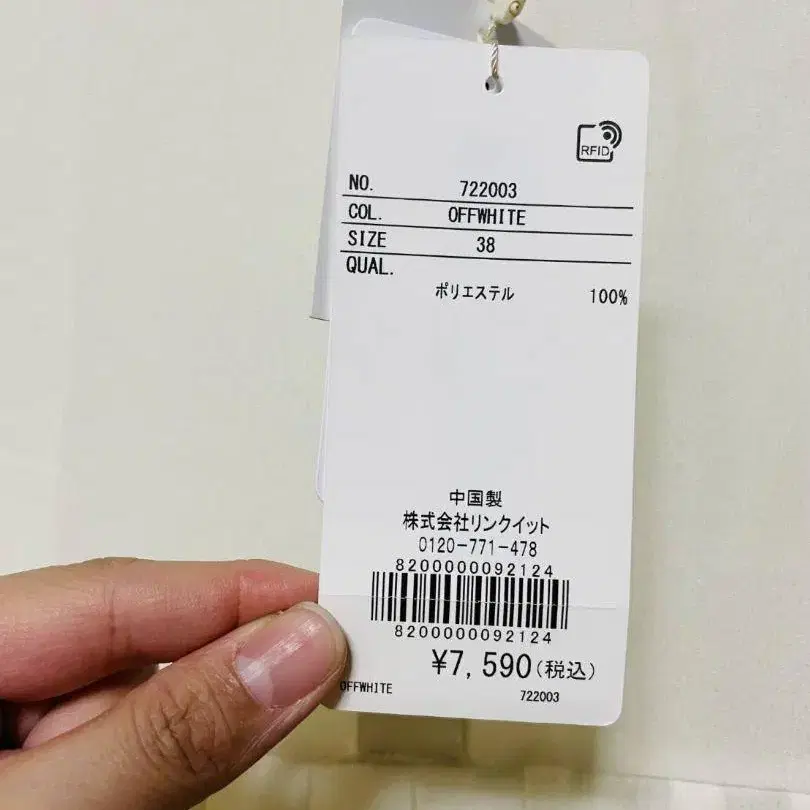 RFID
NO. 722003
COL. OFFWHITE
SIZE 38
QUAL.
ポリエステル 100%
中国製
株式会社リンクイット
0120-771-478
8200000092124
8200000092124
¥7,590(税込)
OFFWHITE 722003